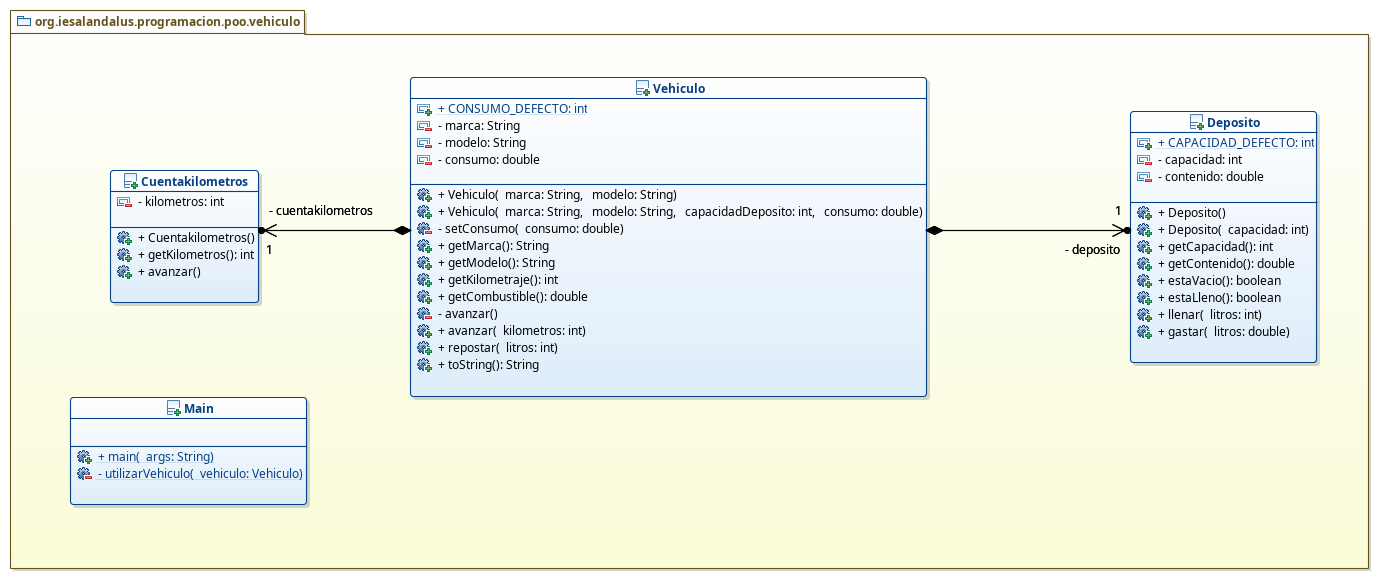 org.iesalandalus.programacion.poo.vehiculo
Cuentakilometros
- kilometros: int
+ Cuentakilometros()
+ getKilometros(): int
+ avanzar()
- cuentakilometros
1
Vehiculo
+ CONSUMO_DEFECTO: int
- marca: String
- modelo: String
- consumo: double
+ Vehiculo( marca: String, modelo: String)
+ Vehiculo( marca: String, modelo: String, capacidadDeposito: int, consumo: double)
- setConsumo( consumo: double)
+ getMarca(): String
+ getModelo(): String
+ getKilometraje(): int
+ getCombustible(): double
- avanzar()
+ avanzar( kilometros: int)
+ repostar( litros: int)
+ toString(): String
1
- deposito
Deposito
+ CAPACIDAD_DEFECTO: int
- capacidad: int
- contenido: double
+ Deposito()
+ Deposito( capacidad: int)
+ getCapacidad(): int
+ getContenido(): double
+ estaVacio(): boolean
+ estaLleno(): boolean
+ llenar( litros: int)
+ gastar( litros: double)
Main
+ main( args: String)
- utilizarVehiculo( vehiculo: Vehiculo)